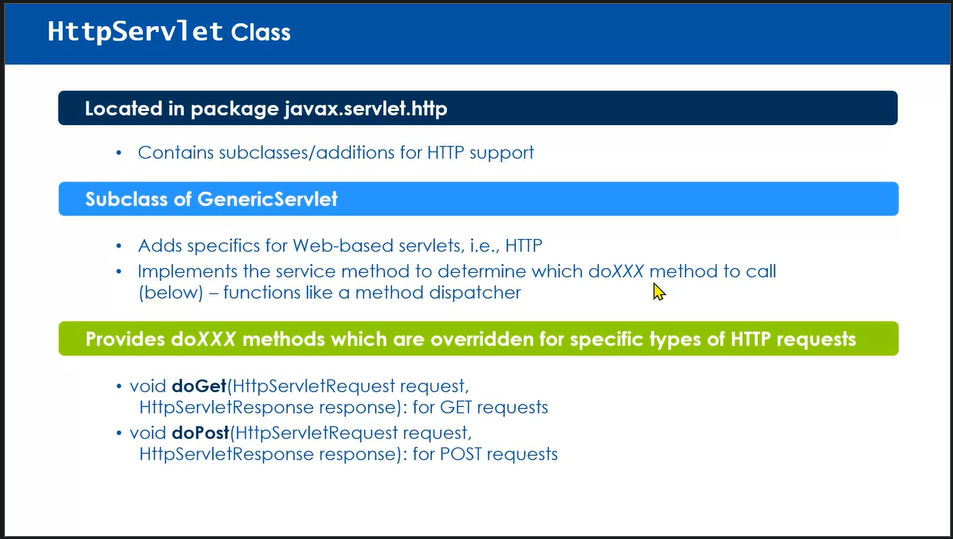 HttpServlet Class
Located in package javax.servlet.http
• Contains subclasses/additions for HTTP support
Subclass of GenericServlet
• Adds specifics for Web-based servlets, i.e., HTTP
• Implements the service method to determine which doXXX method to call
(below) – functions like a method dispatcher
Provides doXXX methods which are overridden for specific types of HTTP requests
• void doGet(HttpServletRequest request,
HttpServletResponse response): for GET requests
• void doPost(HttpServletRequest request,
HttpServletResponse response): for POST requests